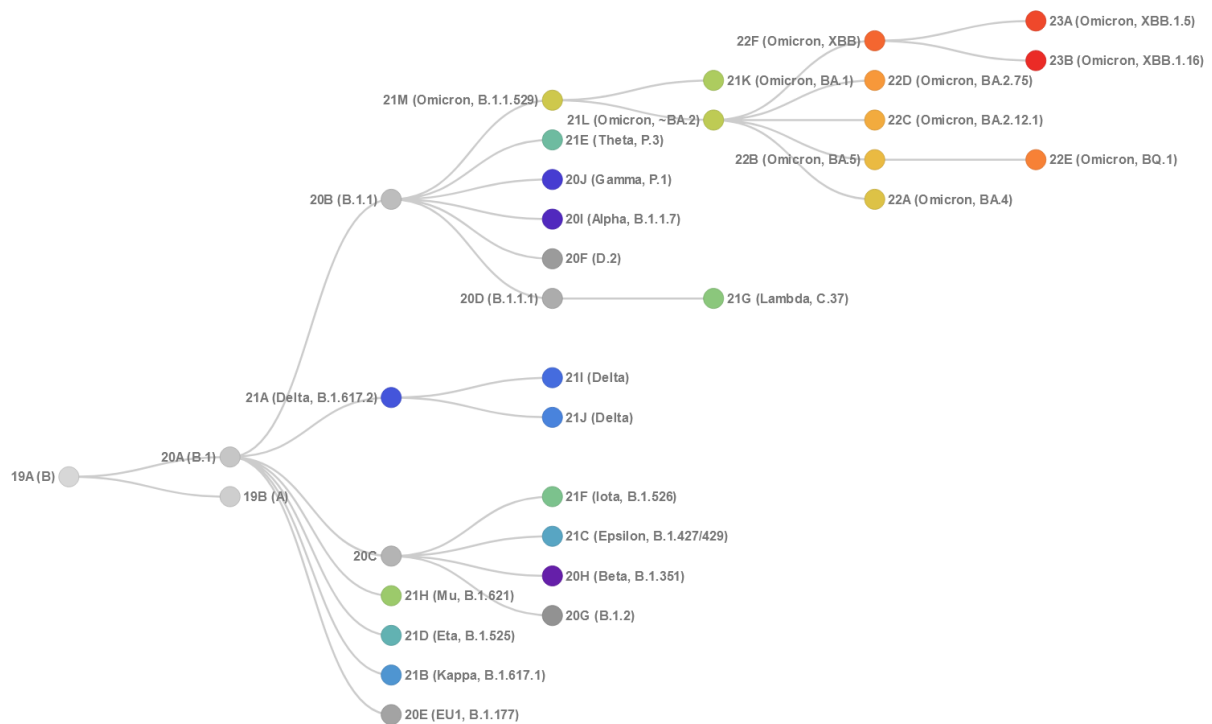 23A (Omicron, XBB.1.5)
22F (Omicron, XBB)
23B (Omicron, XBB.1.16)
21K (Omicron, BA.1)
22D (Omicron, BA.2.75)
21M (Omicron, B.1.1.529)
21L (Omicron, ~BA.2)
22C (Omicron, BA.2.12.1)
21E (Theta, P.3)
22B (Omicron, BA.5)
22E (Omicron, BQ.1)
20J (Gamma, P.1)
20B (B.1.1)
22A (Omicron, BA.4)
20I (Alpha, B.1.1.7)
20F (D.2)
20D (B.1.1.1)
21G (Lambda, C.37)
21I (Delta)
21A (Delta, B.1.617.2)
21J (Delta)
20A (B.1)
19A (B)
19B (A)
21F (Iota, B.1.526)
21C (Epsilon, B.1.427/429)
20C
20H (Beta, B.1.351)
21H (Mu, B.1.621)
20G (B.1.2)
21D (Eta, B.1.525)
21B (Kappa, B.1.617.1)
20E (EU1, B.1.177)